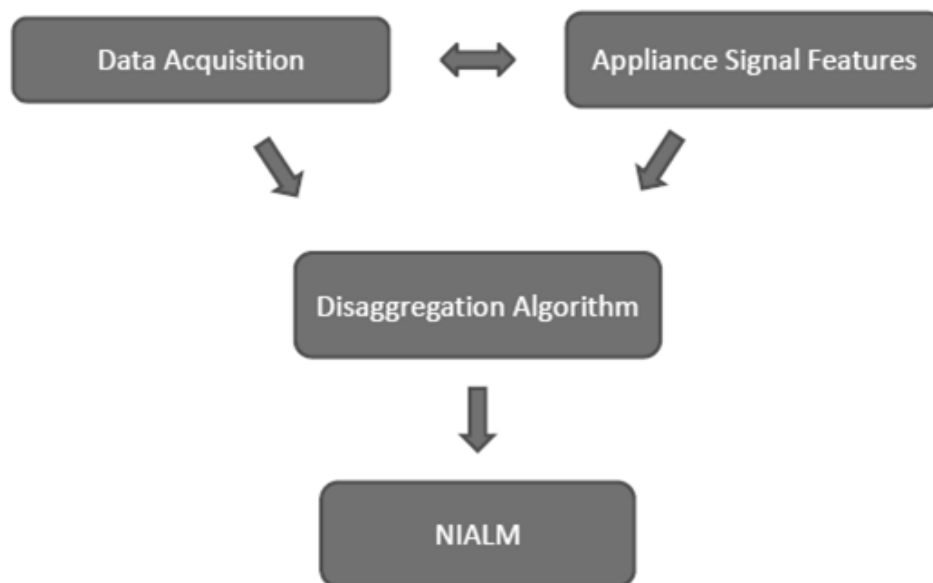 Data Acquisition
Appliance Signal Features
Disaggregation Algorithm
NIALM